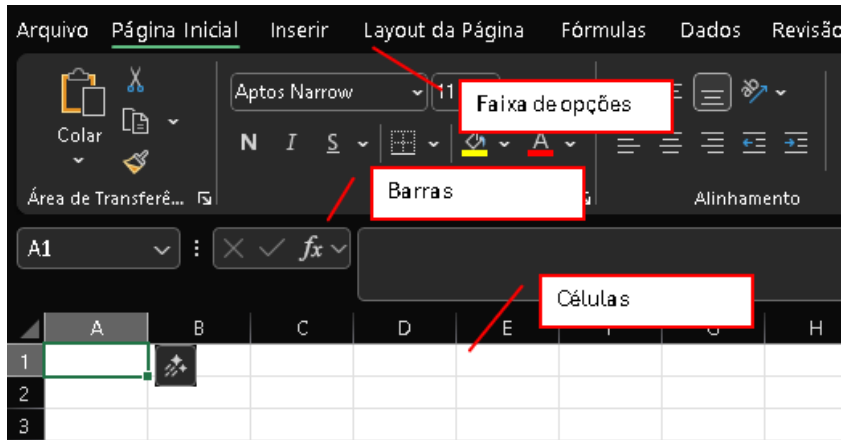 Arquivo Página Inicial Inserir Layout da Página Fórmulas Dados Revisão
Aptos Narrow 11
Faixa de opções
Colar
N I S A
Barras
Área de Transferê... Alinhamento
A1 fx
Células
A B C D E H
1
2
3